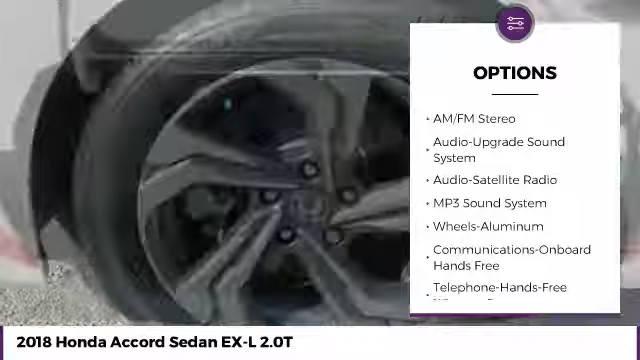 OPTIONS
• AM/FM Stereo
• Audio-Upgrade Sound
System
• Audio-Satellite Radio
• MP3 Sound System
• Wheels-Aluminum
• Communications-Onboard
Hands Free
• Telephone-Hands-Free
2018 Honda Accord Sedan EX-L 2.0T